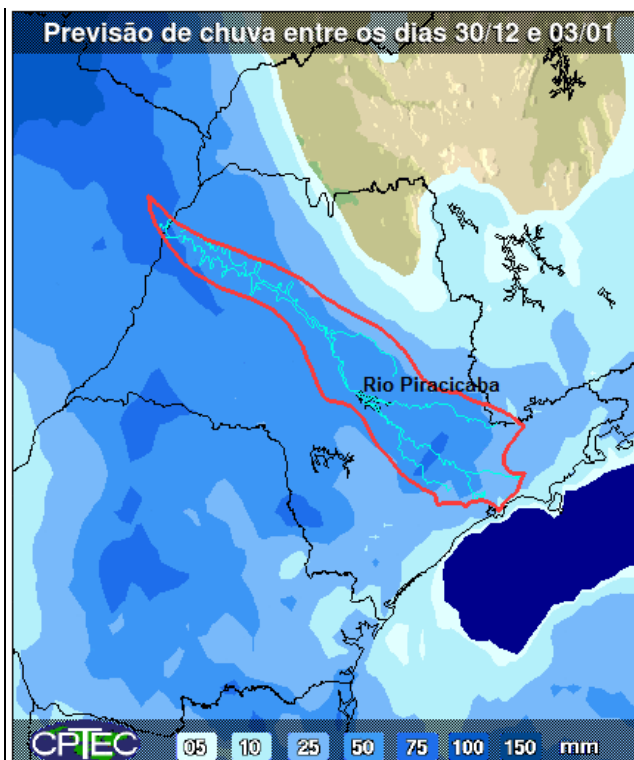 Previsão de chuva entre os dias 30/12 e 03/01
Rio Piracicaba
CPTEC 05 10 25 50 75 100 150 mm